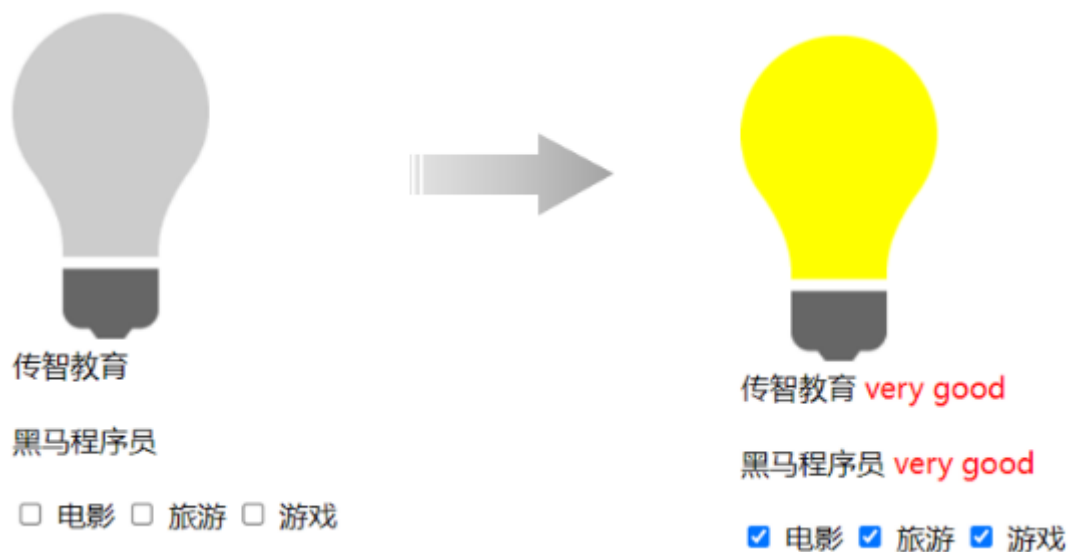 传智教育
黑马程序员
电影 旅游 游戏
传智教育 very good
黑马程序员 very good
电影 旅游 游戏